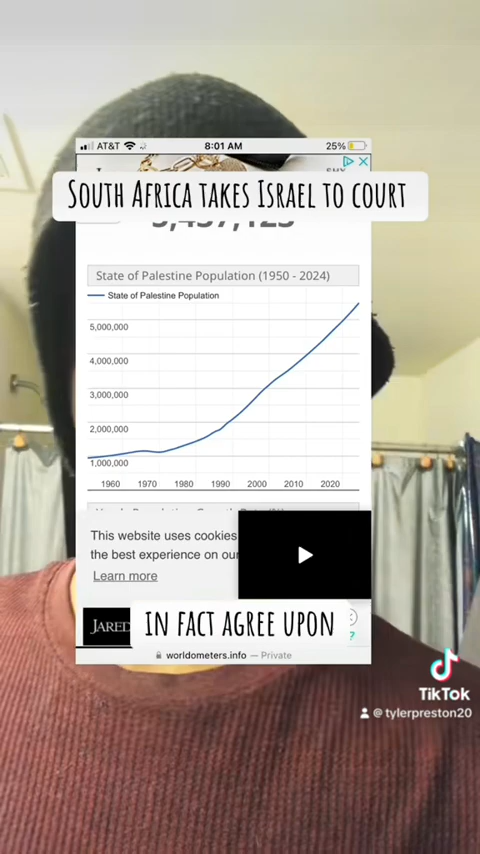 AT&T 8:01 AM 25%
SOUTH AFRICA TAKES ISRAEL TO COURT
State of Palestine Population (1950 - 2024)
State of Palestine Population
5,000,000
4,000,000
3,000,000
2,000,000
1,000,000
1960 1970 1980 1990 2000 2010 2020
This website uses cookies
the best experience on our
Learn more
JARED
IN FACT AGREE UPON
worldometers.info — Private
TikTok
@tylerpreston20